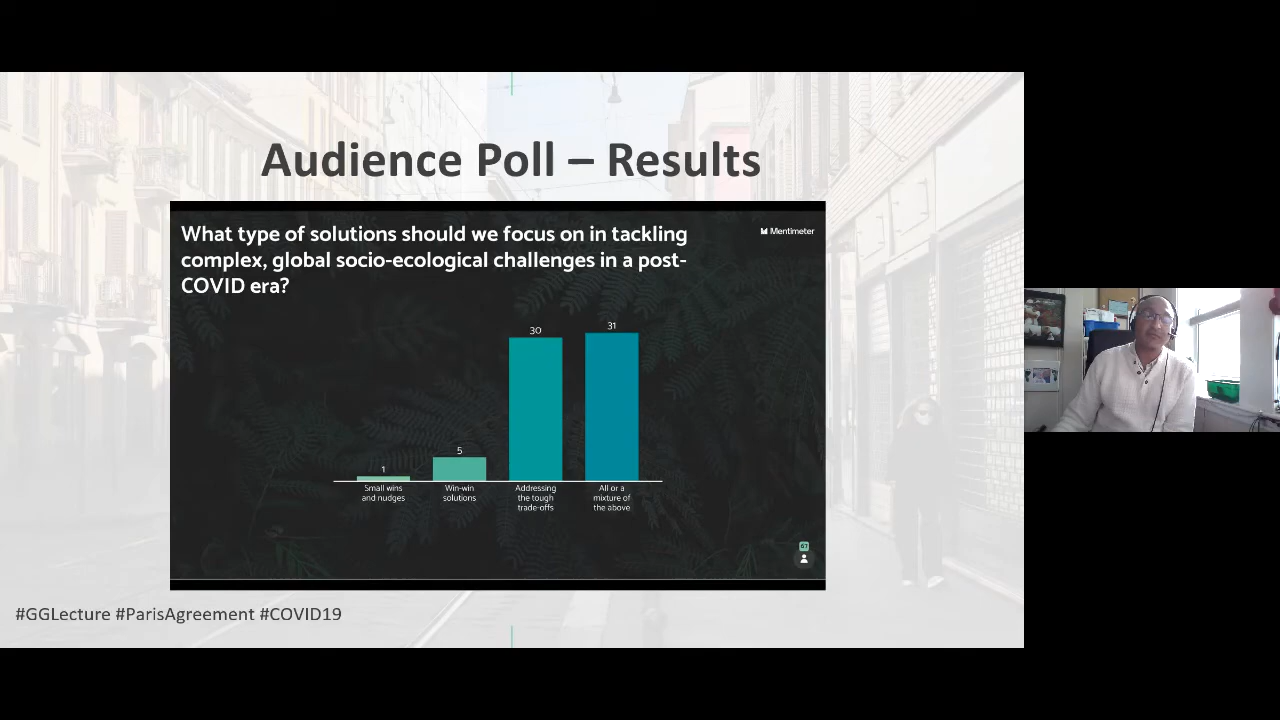 Audience Poll – Results
What type of solutions should we focus on in tackling
complex, global socio-ecological challenges in a post-
COVID era?
Mentimeter
1
5
30
31
Small wins
and nudges
Win-win
solutions
Addressing
the tough
trade-offs
All or a
mixture of
the above
67
#GGLecture #ParisAgreement #COVID19